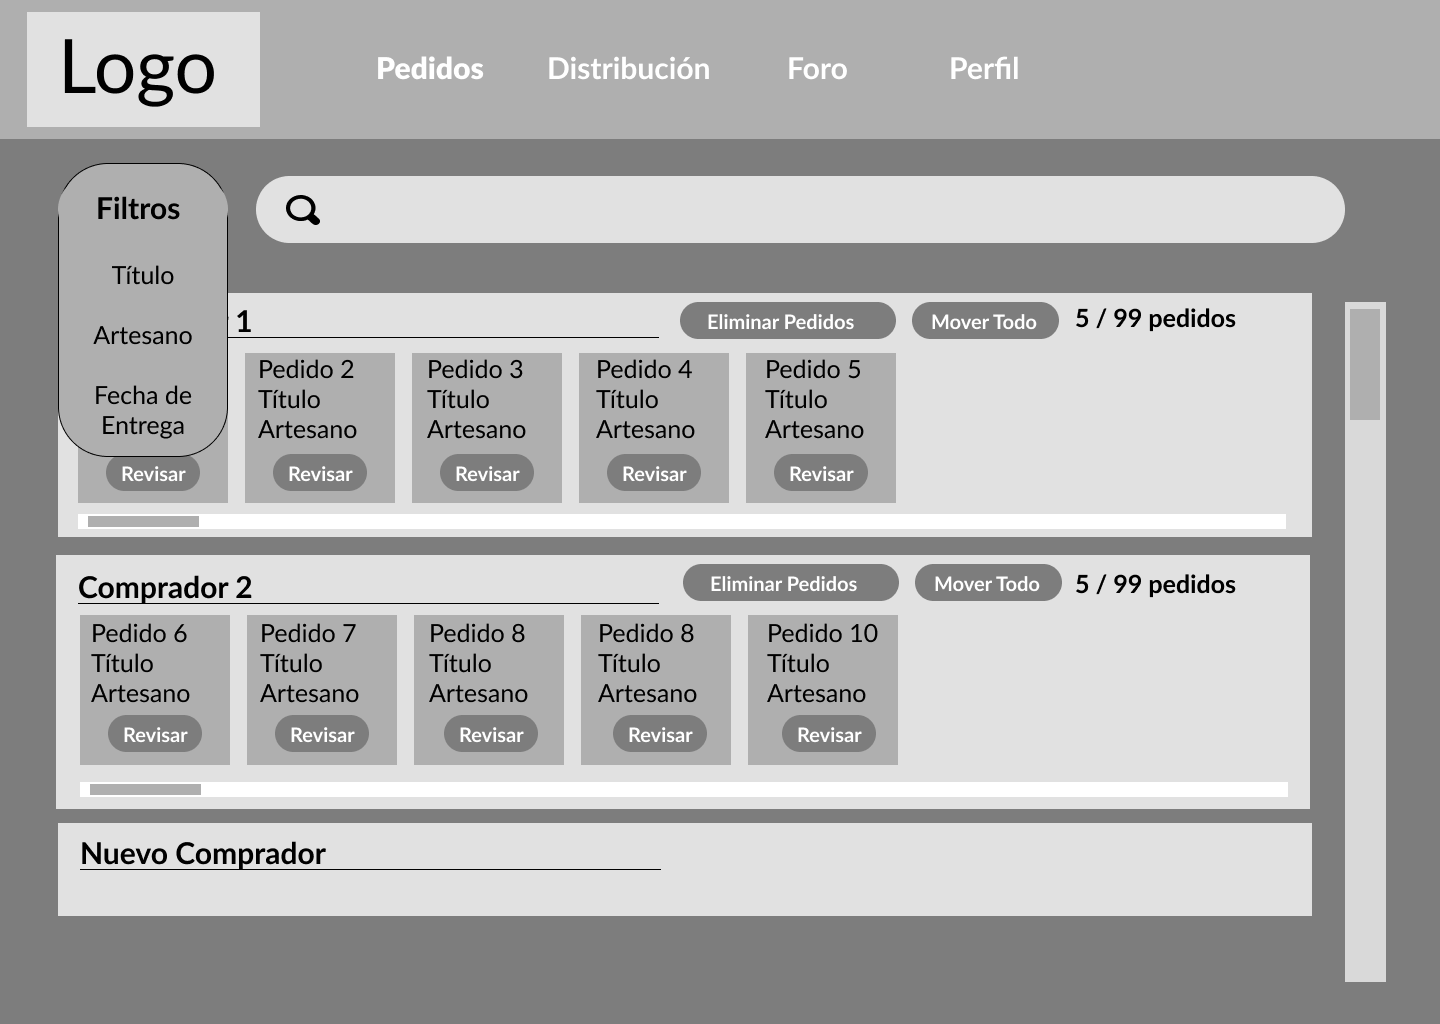 Logo
Pedidos Distribución Foro Perfil
Filtros
Título
Artesano
Fecha de
Entrega
1 Eliminar Pedidos Mover Todo 5 / 99 pedidos
Pedido 2 Pedido 3 Pedido 4 Pedido 5
Título Título Título Título
Artesano Artesano Artesano Artesano
Revisar Revisar Revisar Revisar Revisar
Comprador 2 Eliminar Pedidos Mover Todo 5 / 99 pedidos
Pedido 6 Pedido 7 Pedido 8 Pedido 8 Pedido 10
Título Título Título Título Título
Artesano Artesano Artesano Artesano Artesano
Revisar Revisar Revisar Revisar Revisar
Nuevo Comprador